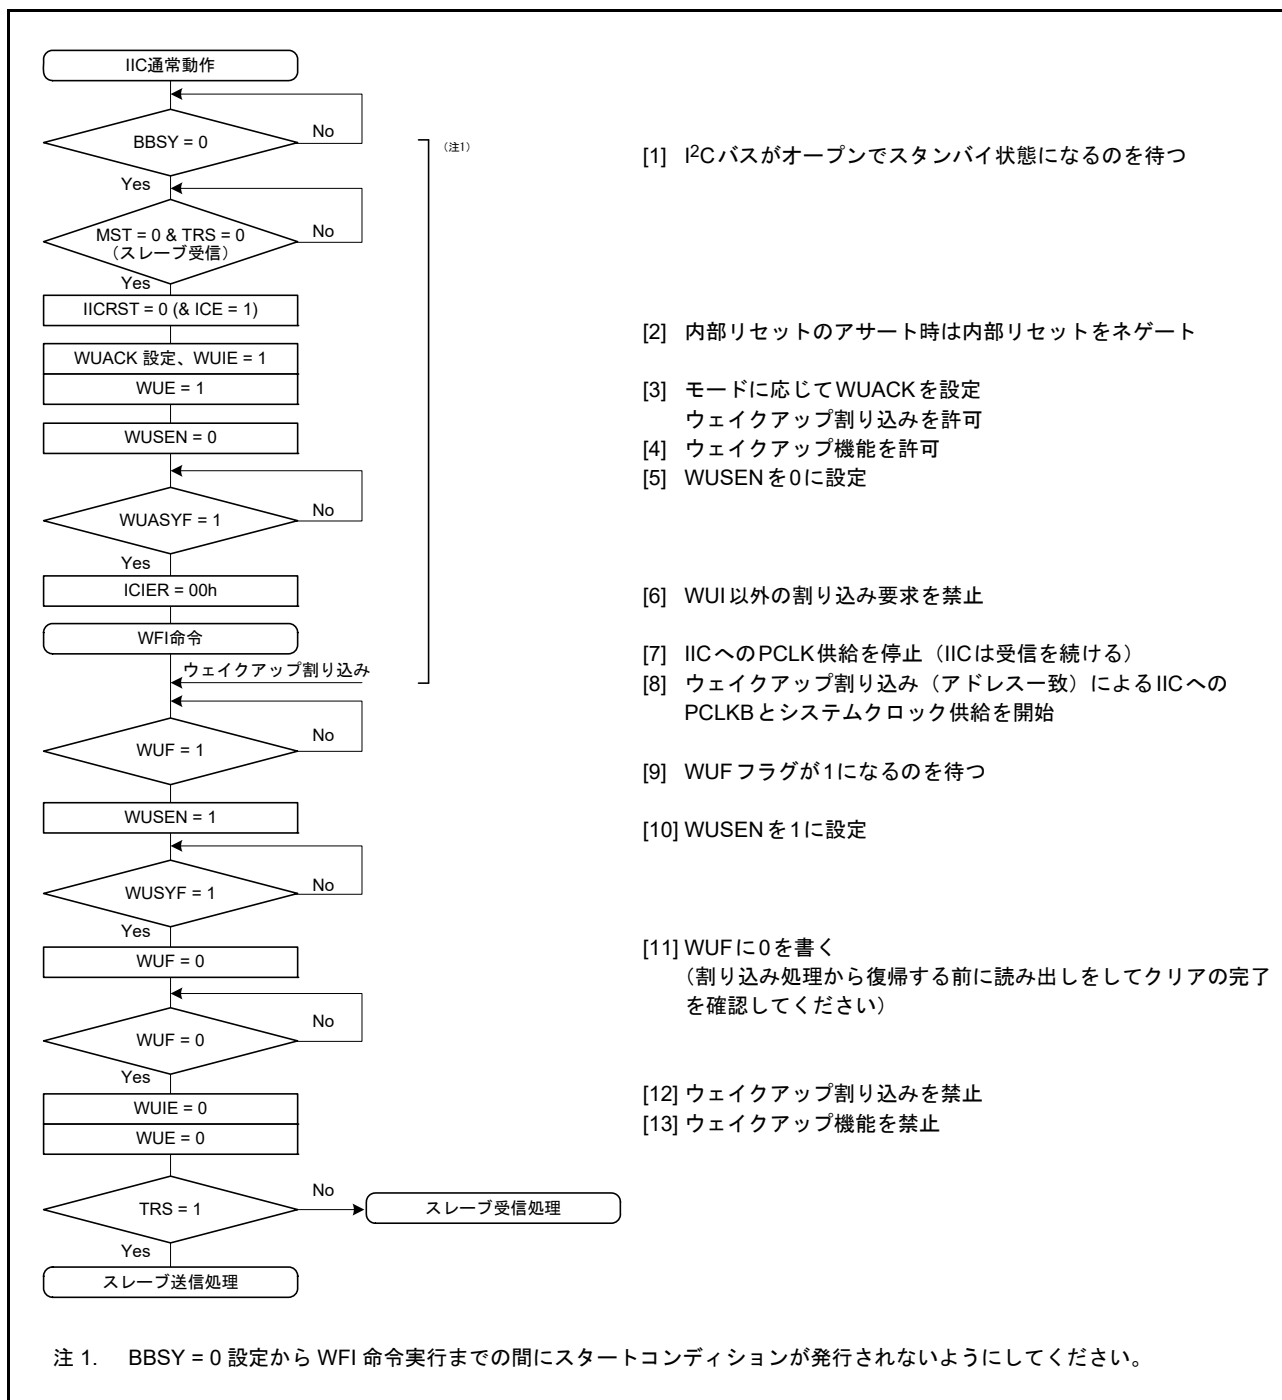 IIC通常動作
BBSY = 0
No
Yes
MST = 0 & TRS = 0
（スレーブ受信）
No
Yes
IICRST = 0 (& ICE = 1)
WUACK 設定、WUIE = 1
WUE = 1
WUSEN = 0
WUASYF = 1
No
Yes
ICIER = 00h
WFI命令
ウェイクアップ割り込み
WUF = 1
No
WUSEN = 1
WUSYF = 1
No
Yes
WUF = 0
WUF = 0
No
Yes
WUIE = 0
WUE = 0
TRS = 1
No
スレーブ受信処理
Yes
スレーブ送信処理
（注1）
[1] I2Cバスがオープンでスタンバイ状態になるのを待つ
[2] 内部リセットのアサート時は内部リセットをネゲート
[3] モードに応じてWUACKを設定
ウェイクアップ割り込みを許可
[4] ウェイクアップ機能を許可
[5] WUSENを0に設定
[6] WUI以外の割り込み要求を禁止
[7] IICへのPCLK供給を停止（IICは受信を続ける）
[8] ウェイクアップ割り込み（アドレス一致）によるIICへの
PCLKBとシステムクロック供給を開始
[9] WUFフラグが1になるのを待つ
[10] WUSENを1に設定
[11] WUFに0を書く
（割り込み処理から復帰する前に読み出しをしてクリアの完了
を確認してください）
[12] ウェイクアップ割り込みを禁止
[13] ウェイクアップ機能を禁止
注 1. BBSY = 0 設定から WFI 命令実行までの間にスタートコンディションが発行されないようにしてください。